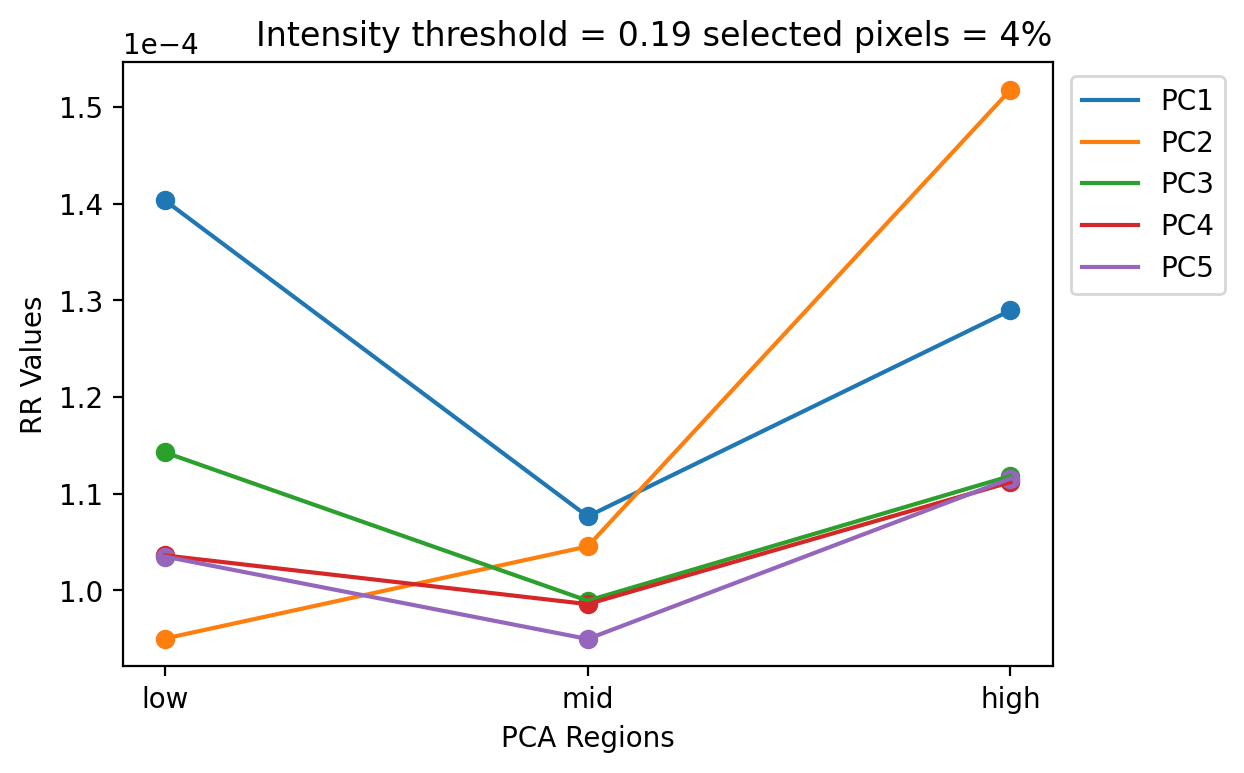 Intensity threshold = 0.19 selected pixels = 4%
1e−4
1.5
1.4
1.3
1.2
1.1
1.0
RR Values
low
mid
high
PCA Regions
PC1
PC2
PC3
PC4
PC5